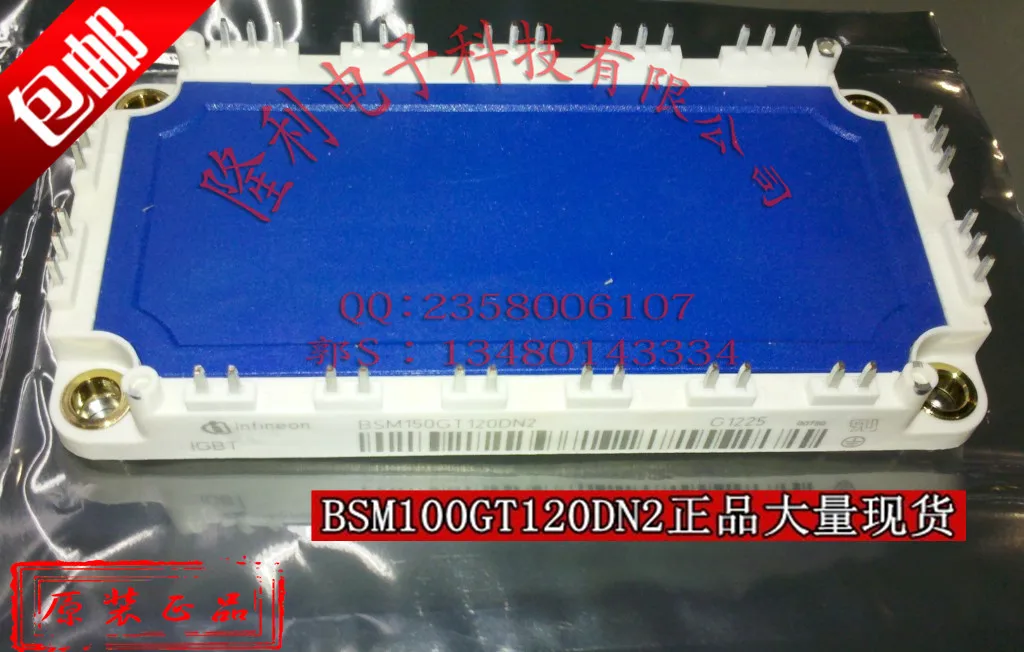 包邮
隆利电子科技有限公司
QQ:2358006107
郭S：13480143334
infineon
IGBT
BSM150GT120DN2
G1225
BSM100GT120DN2正品大量现货
原装正品